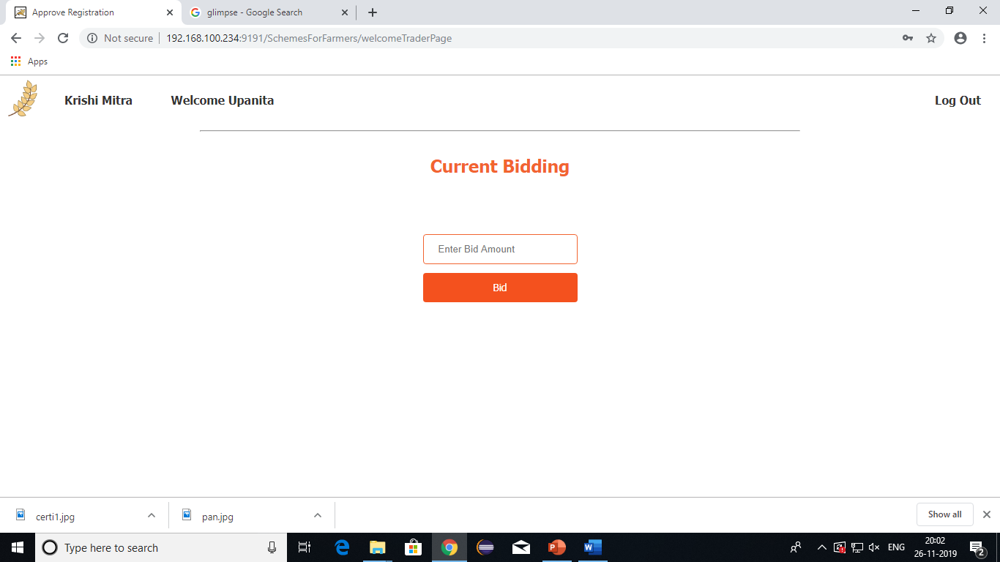 Approve Registration
glimpse - Google Search
Not secure
192.168.100.234:9191/SchemesForFarmers/welcomeTraderPage
Apps
Krishi Mitra
Welcome Upanita
Log Out
Current Bidding
Enter Bid Amount
Bid
certi1.jpg
pan.jpg
Show all
Type here to search
ENG
20:02
26-11-2019
2